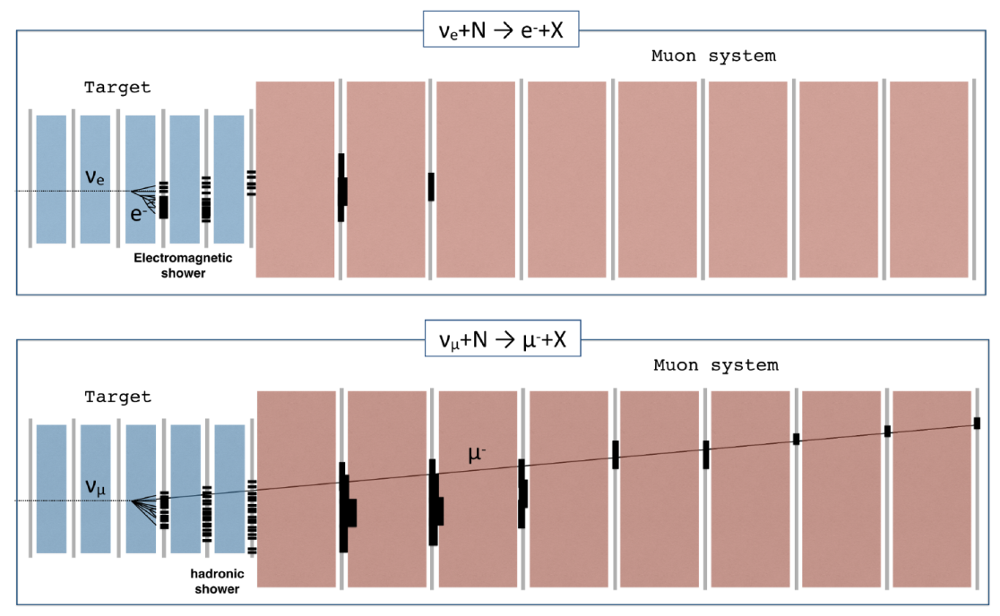 νe+N → e-+X
Muon system
Target
νe
e-
Electromagnetic
shower
νμ+N → μ-+X
Muon system
Target
μ-
νμ
hadronic
shower